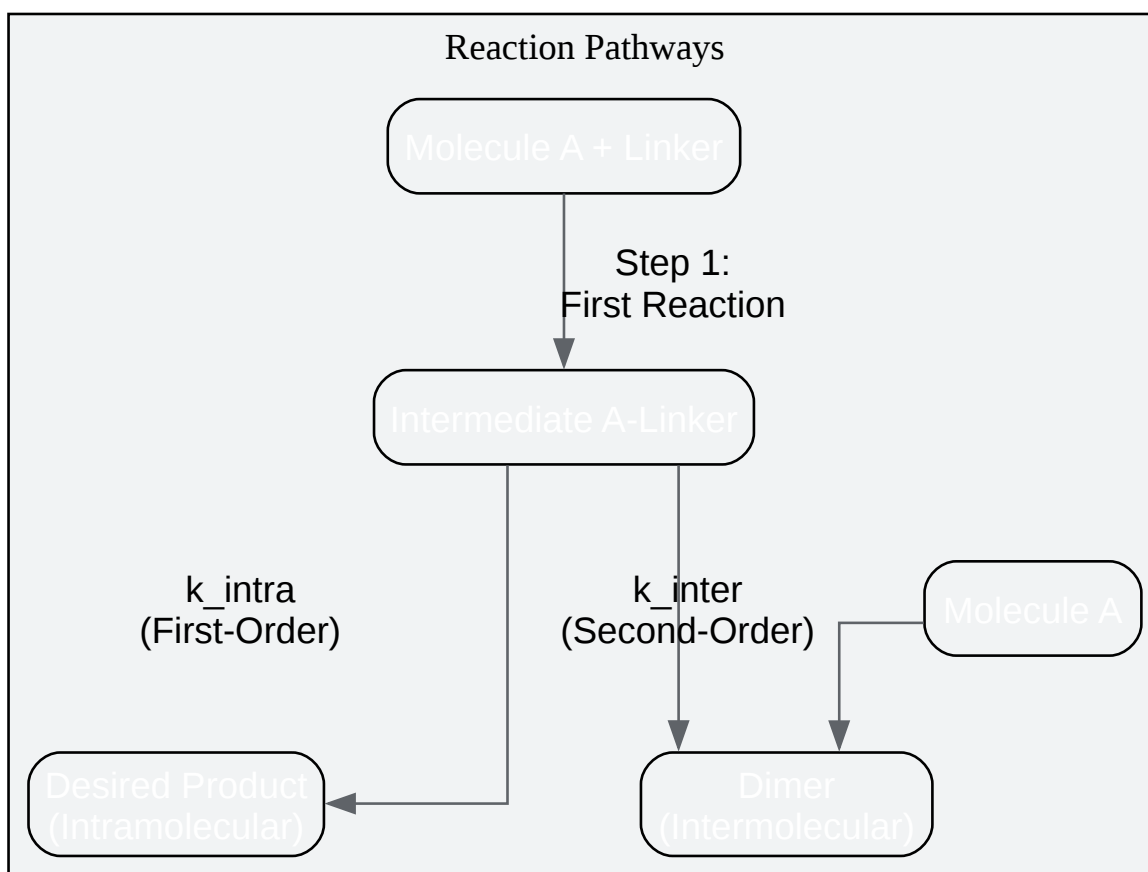 Reaction Pathways
Molecule A + Linker
Step 1:
First Reaction
Intermediate A-Linker
k_intra
(First-Order)
k_inter
(Second-Order)
Molecule A
Desired Product
(Intramolecular)
Dimer
(Intermolecular)